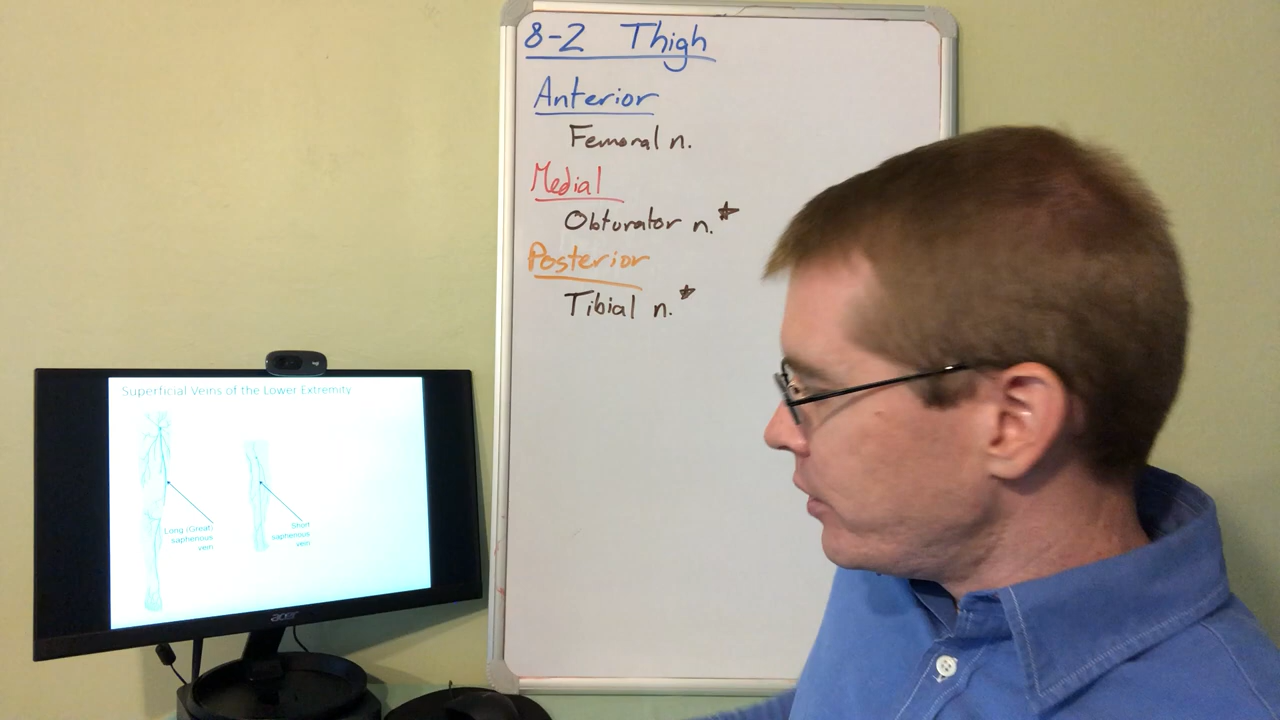 8-2 Thigh
Anterior
Femoral n.
Medial
Obturator n.*
Posterior
Tibial n.*
Superficial Veins of the Lower Extremity
Long (Great)
saphenous
vein
Short
saphenous
vein
acer